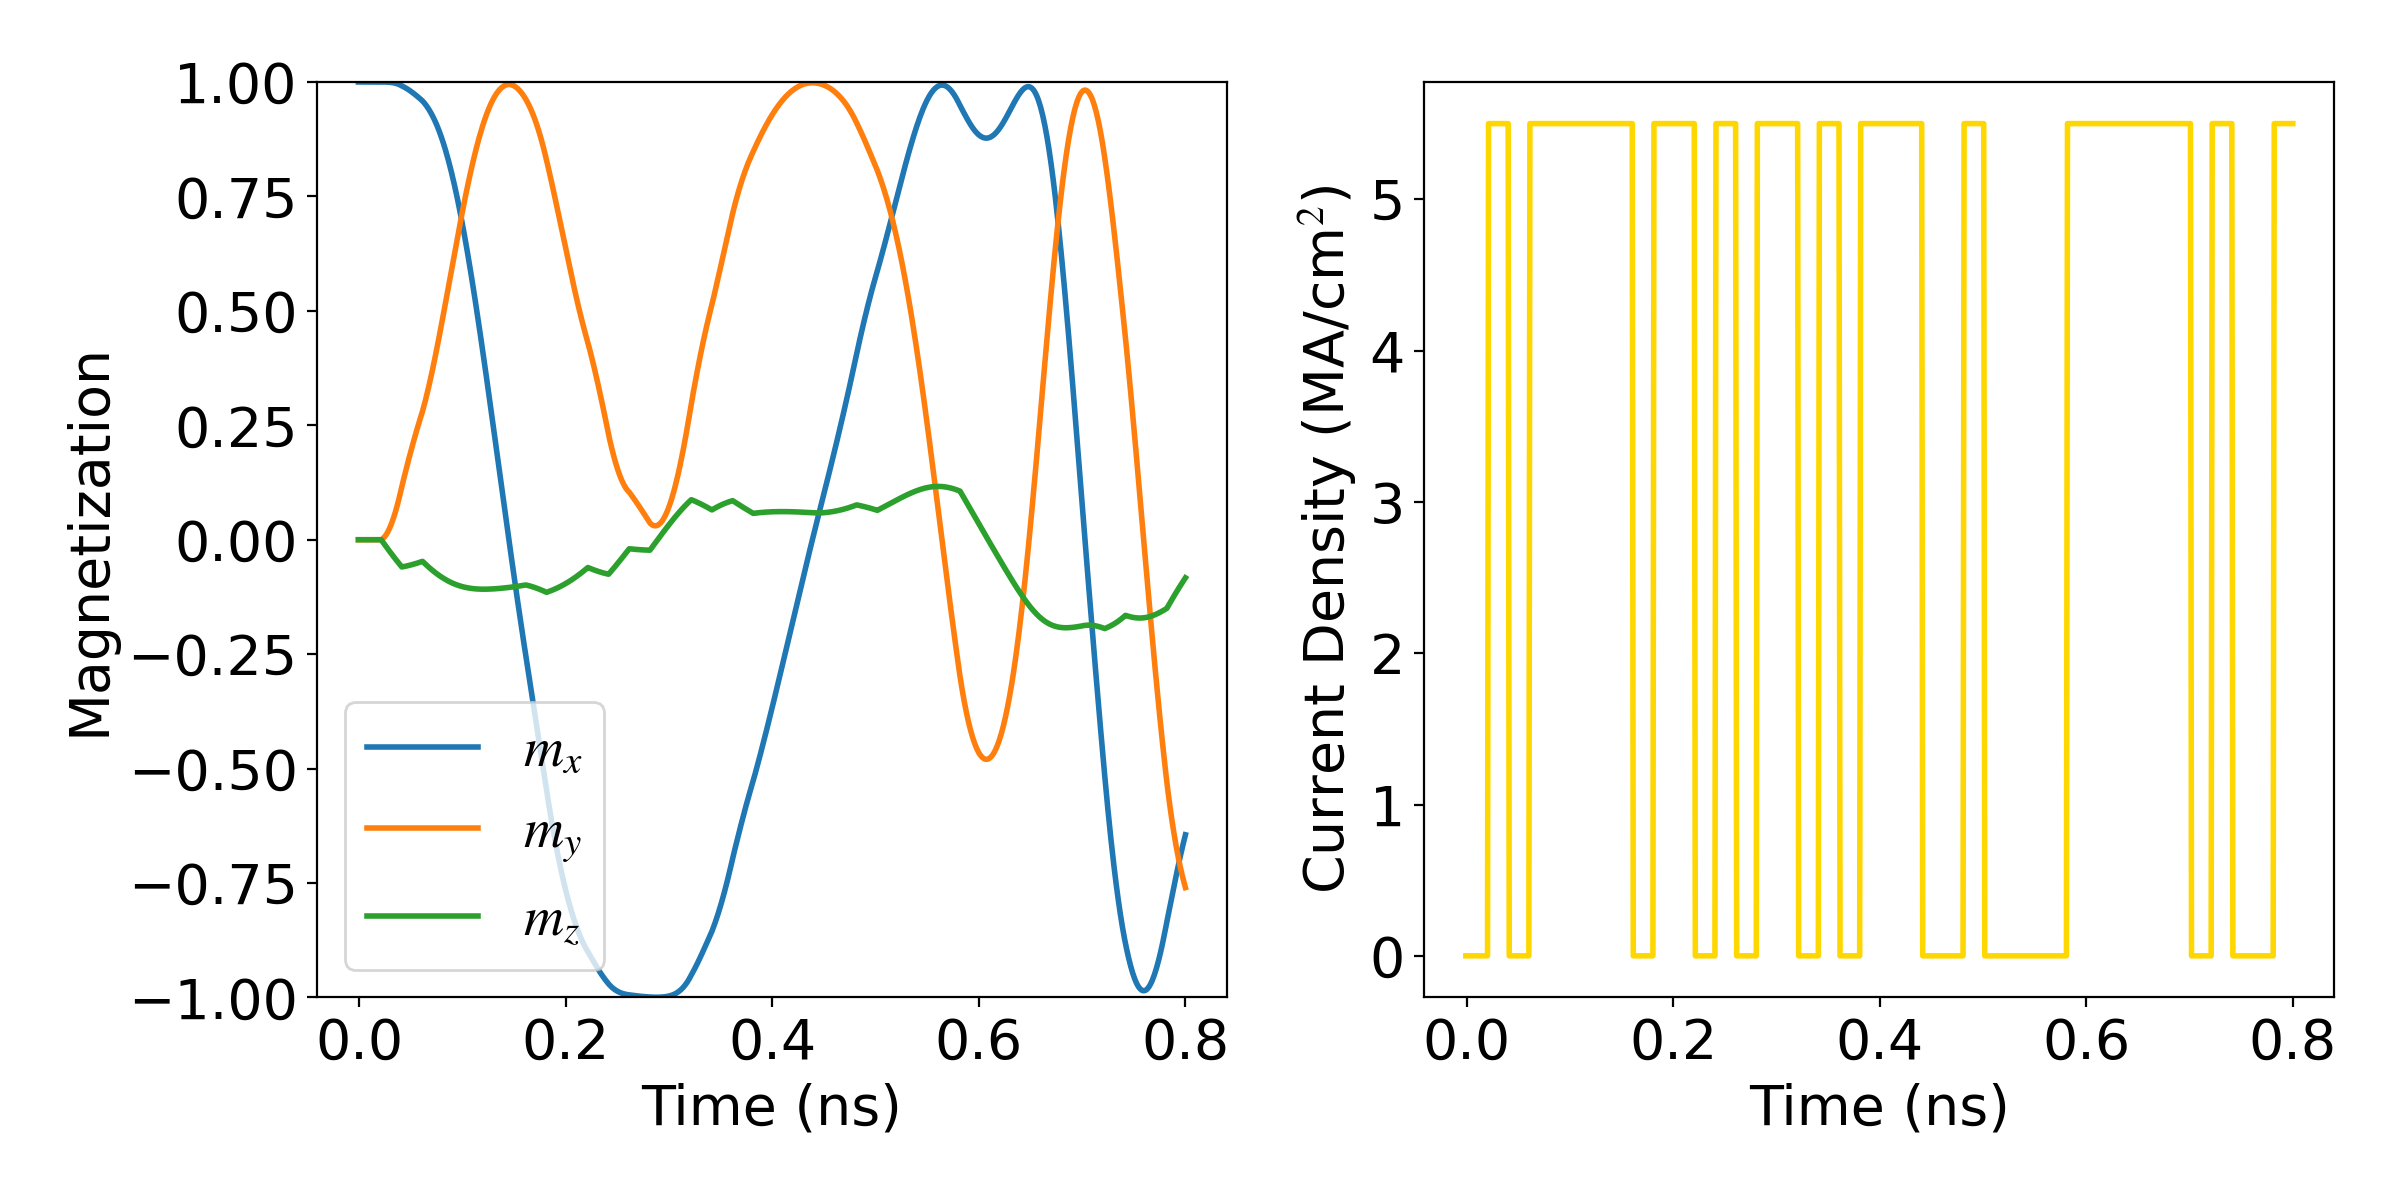 1.00
0.75
0.50
0.25
0.00
−0.25
−0.50
−0.75
−1.00
Magnetization
m_x
m_y
m_z
0.0 0.2 0.4 0.6 0.8
Time (ns)
5
4
3
2
1
0
Current Density (MA/cm²)
0.0 0.2 0.4 0.6 0.8
Time (ns)